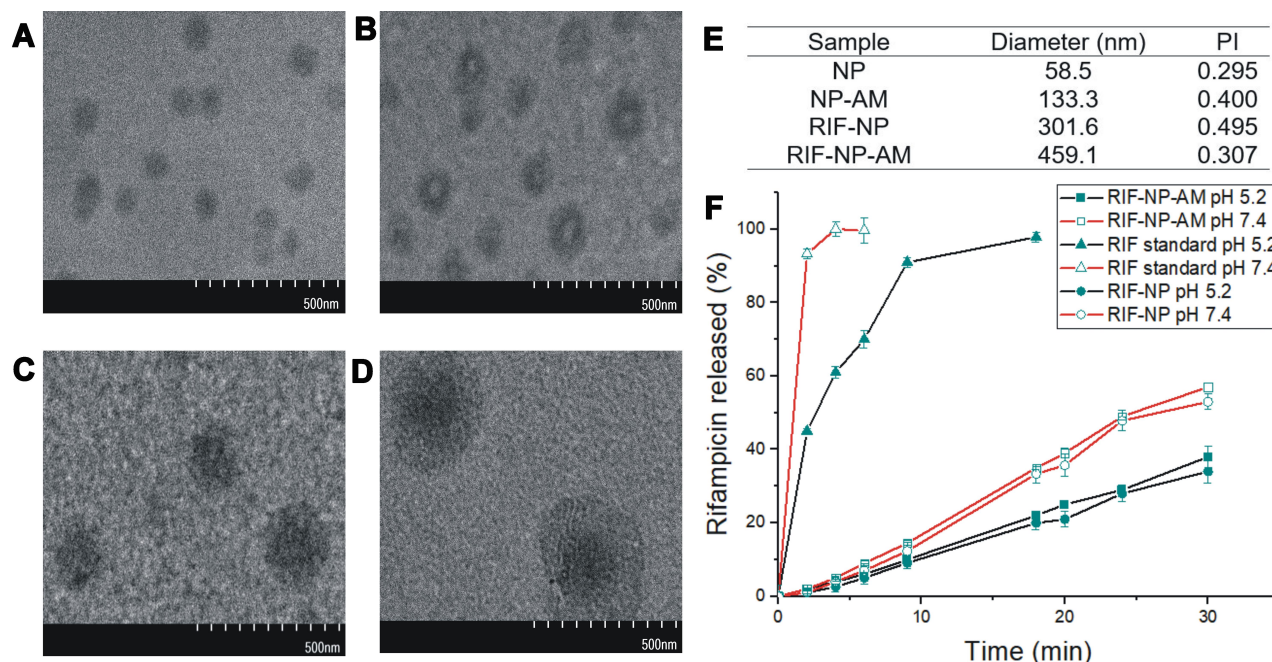 A
500nm
B
500nm
C
500nm
D
500nm
E
Sample Diameter (nm) PI
NP 58.5 0.295
NP-AM 133.3 0.400
RIF-NP 301.6 0.495
RIF-NP-AM 459.1 0.307
F
RIF-NP-AM pH 5.2
RIF-NP-AM pH 7.4
RIF standard pH 5.2
RIF standard pH 7.4
RIF-NP pH 5.2
RIF-NP pH 7.4
Rifampicin released (%)
100
80
60
40
20
0
0 10 20 30
Time (min)